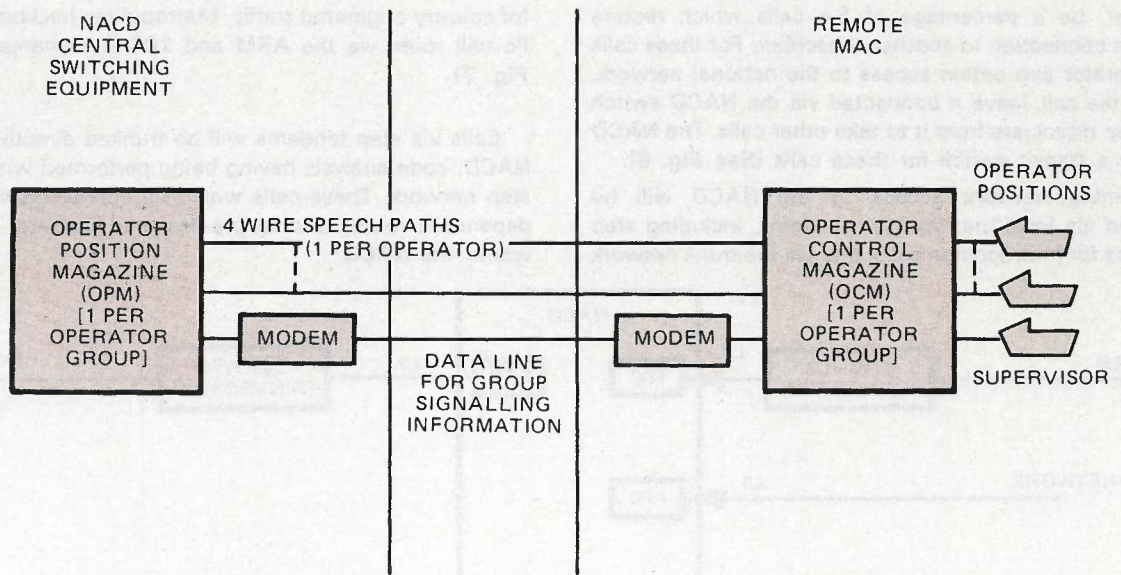 NACD
CENTRAL
SWITCHING
EQUIPMENT
REMOTE
MAC
OPERATOR
POSITIONS
OPERATOR
POSITION
MAGAZINE
(OPM)
[1 PER
OPERATOR
GROUP]
4 WIRE SPEECH PATHS
(1 PER OPERATOR)
MODEM
DATA LINE
FOR GROUP
SIGNALLING
INFORMATION
MODEM
OPERATOR
CONTROL
MAGAZINE
(OCM)
[1 PER
OPERATOR
GROUP]
SUPERVISOR